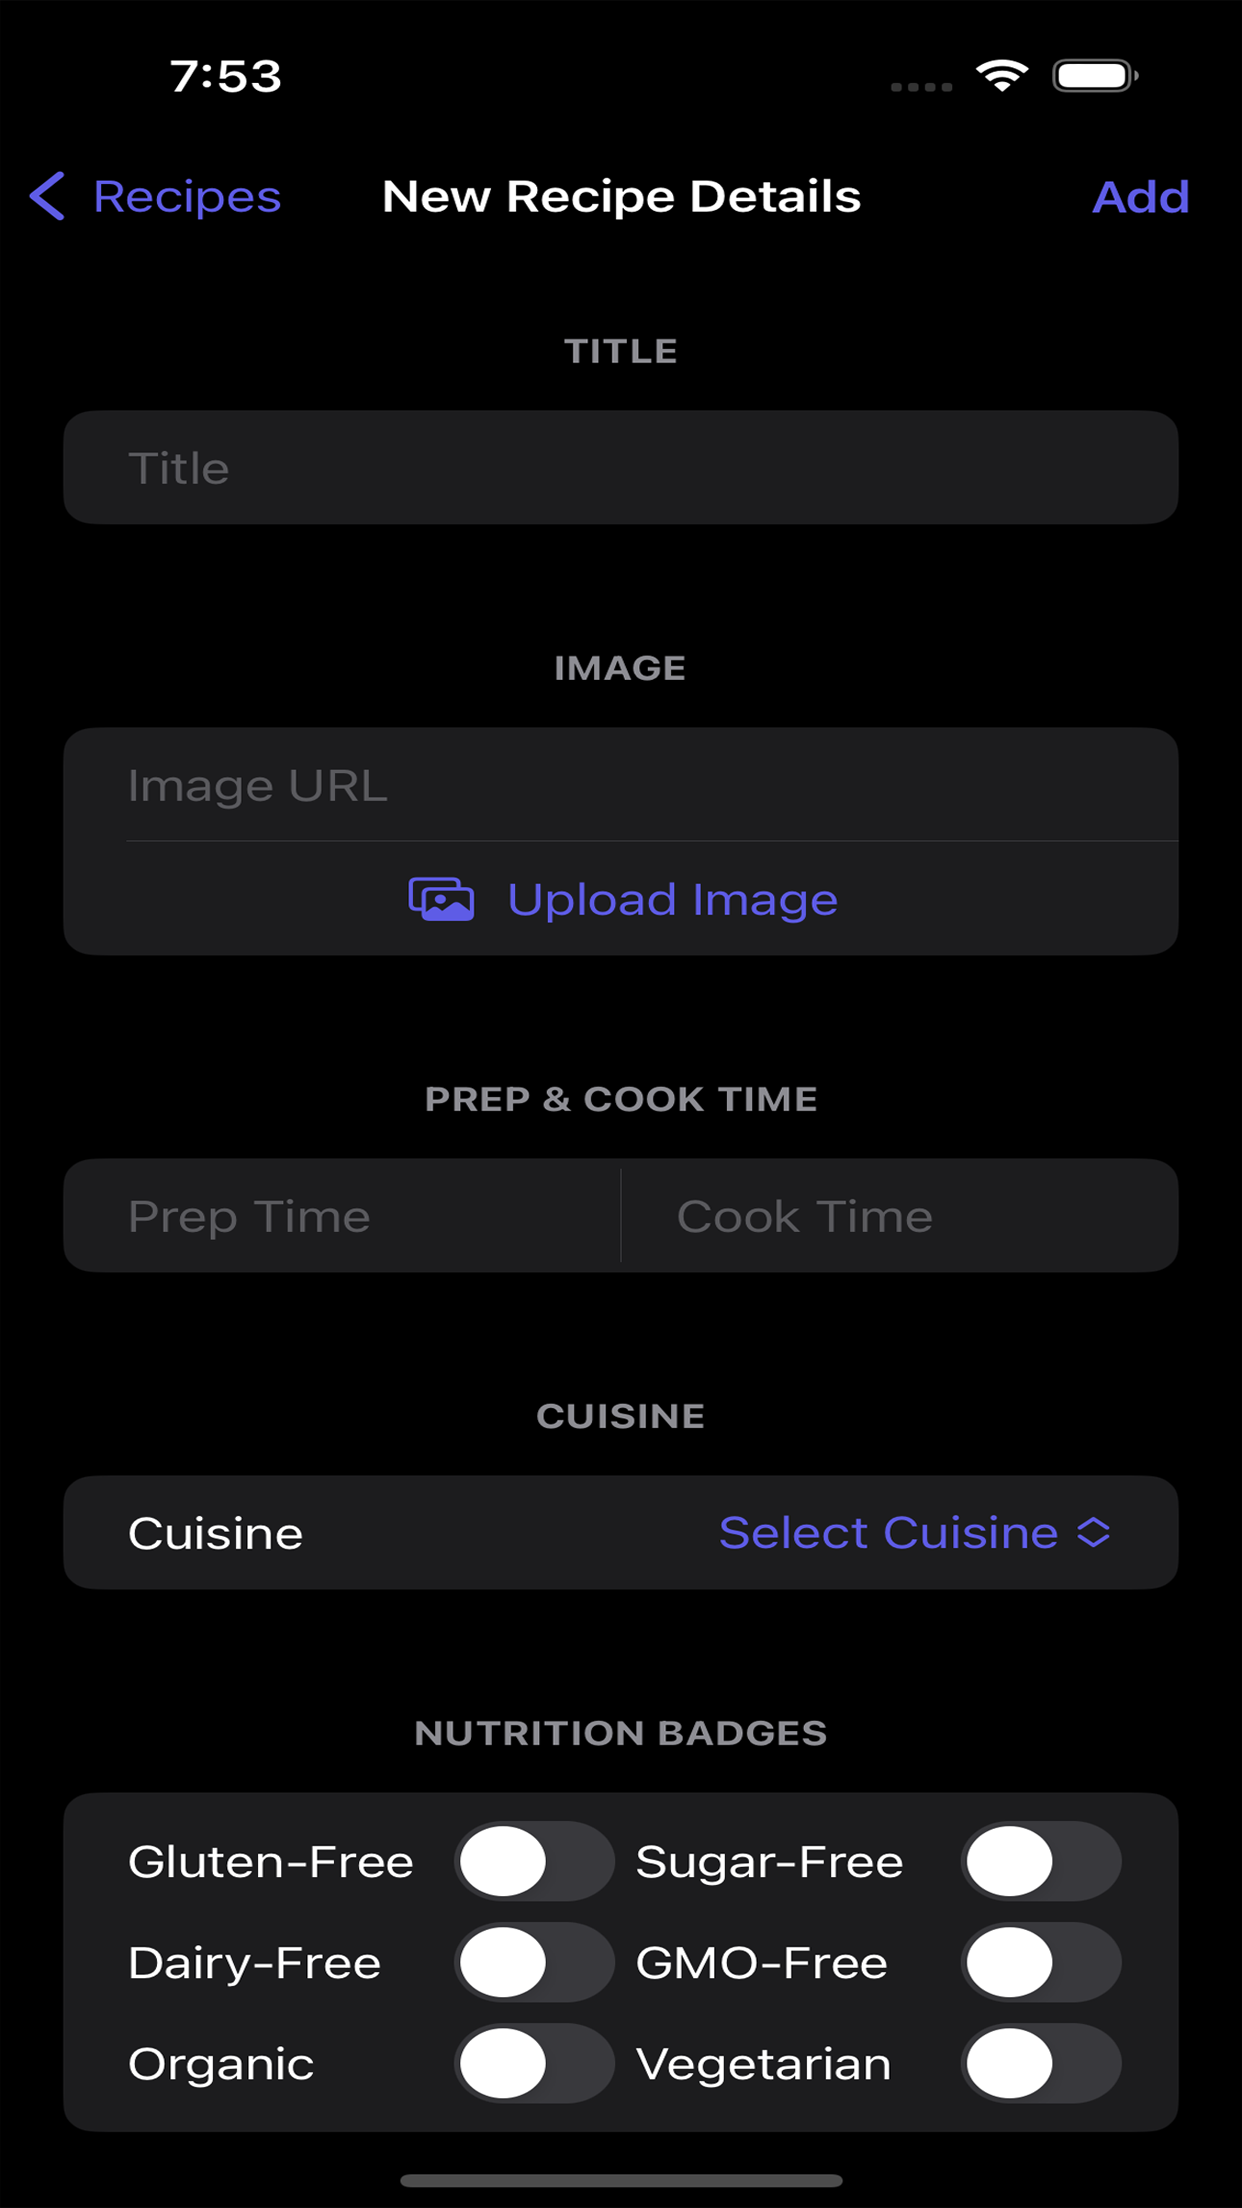 7:53
Recipes New Recipe Details Add
TITLE
Title
IMAGE
Image URL
Upload Image
PREP & COOK TIME
Prep Time Cook Time
CUISINE
Cuisine Select Cuisine
NUTRITION BADGES
Gluten-Free Sugar-Free
Dairy-Free GMO-Free
Organic Vegetarian